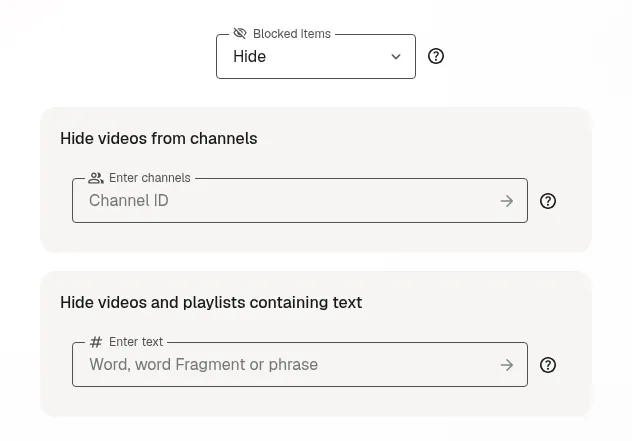 Blocked Items
Hide
Hide videos from channels
Enter channels
Channel ID
Hide videos and playlists containing text
Enter text
Word, word Fragment or phrase